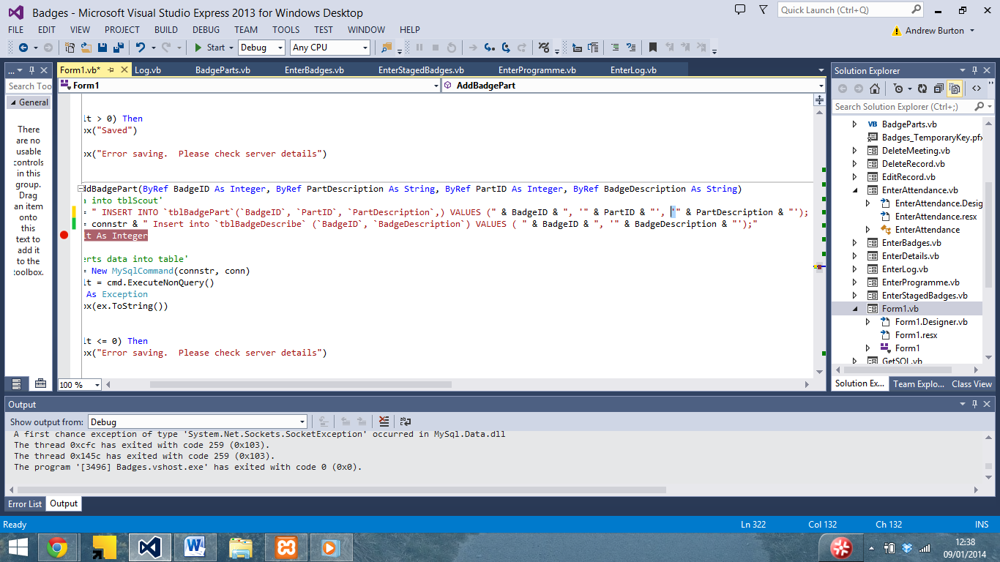 Badges - Microsoft Visual Studio Express 2013 for Windows Desktop
Quick Launch (Ctrl+Q)
FILE EDIT VIEW PROJECT BUILD DEBUG TEAM TOOLS TEST WINDOW HELP
Andrew Burton
Start Debug Any CPU
... Form1.vb* Log.vb BadgeParts.vb EnterBadges.vb EnterStagedBadges.vb EnterProgramme.vb EnterLog.vb
Search Too
Form1 AddBadgePart
General
There
are no
usable
controls
in this
group.
Drag
an item
onto
this
text to
add it
to the
toolbox.
lt > 0) Then
ox("Saved")
ox("Error saving.  Please check server details")
ddBadgePart(ByRef BadgeID As Integer, ByRef PartDescription As String, ByRef PartID As Integer, ByRef BadgeDescription As String)
a into tblScout'
= " INSERT INTO `tblBadgePart`(`BadgeID`, `PartID`, `PartDescription`,) VALUES (" & BadgeID & ", '" & PartID & "', '" & PartDescription & "');
= connstr & " Insert into `tblBadgeDescribe` (`BadgeID`, `BadgeDescription`) VALUES ( " & BadgeID & ", '" & BadgeDescription & "');"
lt As Integer
erts data into table'
= New MySqlCommand(connstr, conn)
lt = cmd.ExecuteNonQuery()
As Exception
ox(ex.ToString())
lt <= 0) Then
ox("Error saving.  Please check server details")
100 %
Solution Explorer
Search Solution Explorer (Ctrl+;)
VB BadgeParts.vb
Badges_TemporaryKey.pfx
DeleteMeeting.vb
DeleteRecord.vb
EditRecord.vb
EnterAttendance.vb
EnterAttendance.Desig
EnterAttendance.resx
EnterAttendance
EnterBadges.vb
EnterDetails.vb
EnterLog.vb
EnterProgramme.vb
EnterStagedBadges.vb
Form1.vb
Form1.Designer.vb
Form1.resx
Form1
GetSQL.vb
Solution Ex... Team Explo... Class View
Output
Show output from: Debug
A first chance exception of type 'System.Net.Sockets.SocketException' occurred in MySql.Data.dll
The thread 0xcfc has exited with code 259 (0x103).
The thread 0x145c has exited with code 259 (0x103).
The program '[3496] Badges.vshost.exe' has exited with code 0 (0x0).
Error List Output
Ready Ln 322 Col 132 Ch 132 INS
12:38
09/01/2014